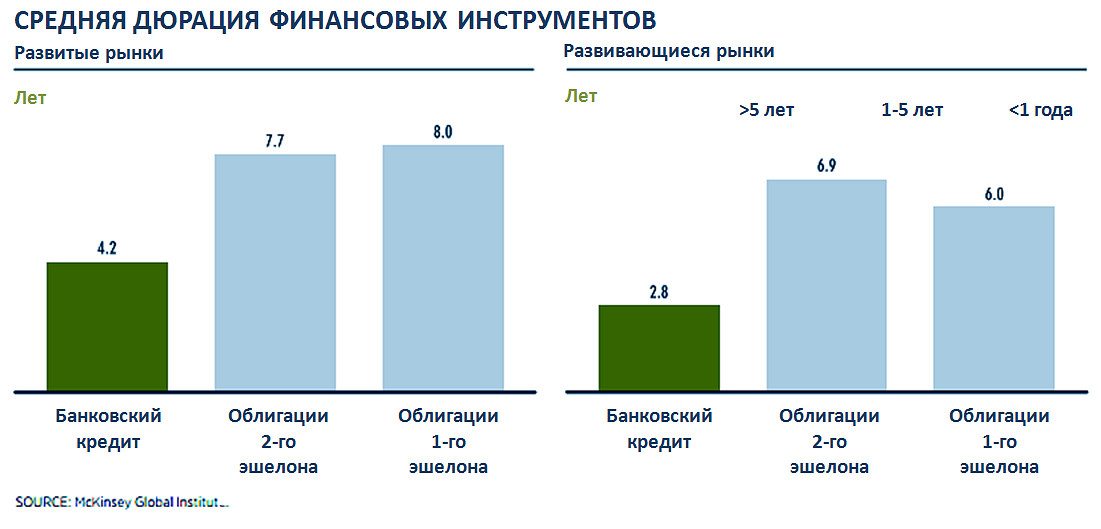 СРЕДНЯЯ ДЮРАЦИЯ ФИНАНСОВЫХ ИНСТРУМЕНТОВ
Развитые рынки
Лет
4.2
7.7
8.0
Банковский кредит
Облигации 2-го эшелона
Облигации 1-го эшелона
Развивающиеся рынки
Лет
>5 лет 1-5 лет <1 года
2.8
6.9
6.0
Банковский кредит
Облигации 2-го эшелона
Облигации 1-го эшелона
SOURCE: McKinsey Global